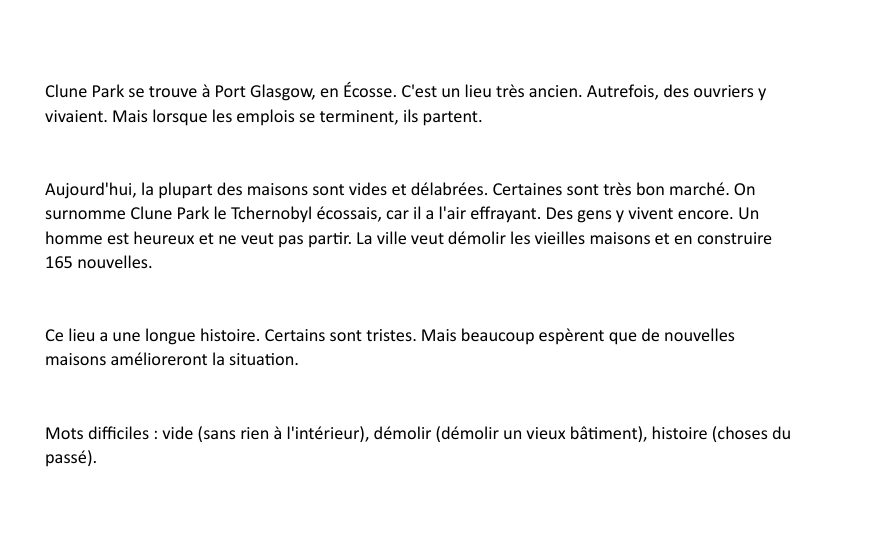 Clune Park se trouve à Port Glasgow, en Écosse. C'est un lieu très ancien. Autrefois, des ouvriers y
vivaient. Mais lorsque les emplois se terminent, ils partent.
Aujourd'hui, la plupart des maisons sont vides et délabrées. Certaines sont très bon marché. On
surnomme Clune Park le Tchernobyl écossais, car il a l'air effrayant. Des gens y vivent encore. Un
homme est heureux et ne veut pas partir. La ville veut démolir les vieilles maisons et en construire
165 nouvelles.
Ce lieu a une longue histoire. Certains sont tristes. Mais beaucoup espèrent que de nouvelles
maisons amélioreront la situation.
Mots difficiles : vide (sans rien à l'intérieur), démolir (démolir un vieux bâtiment), histoire (choses du
passé).